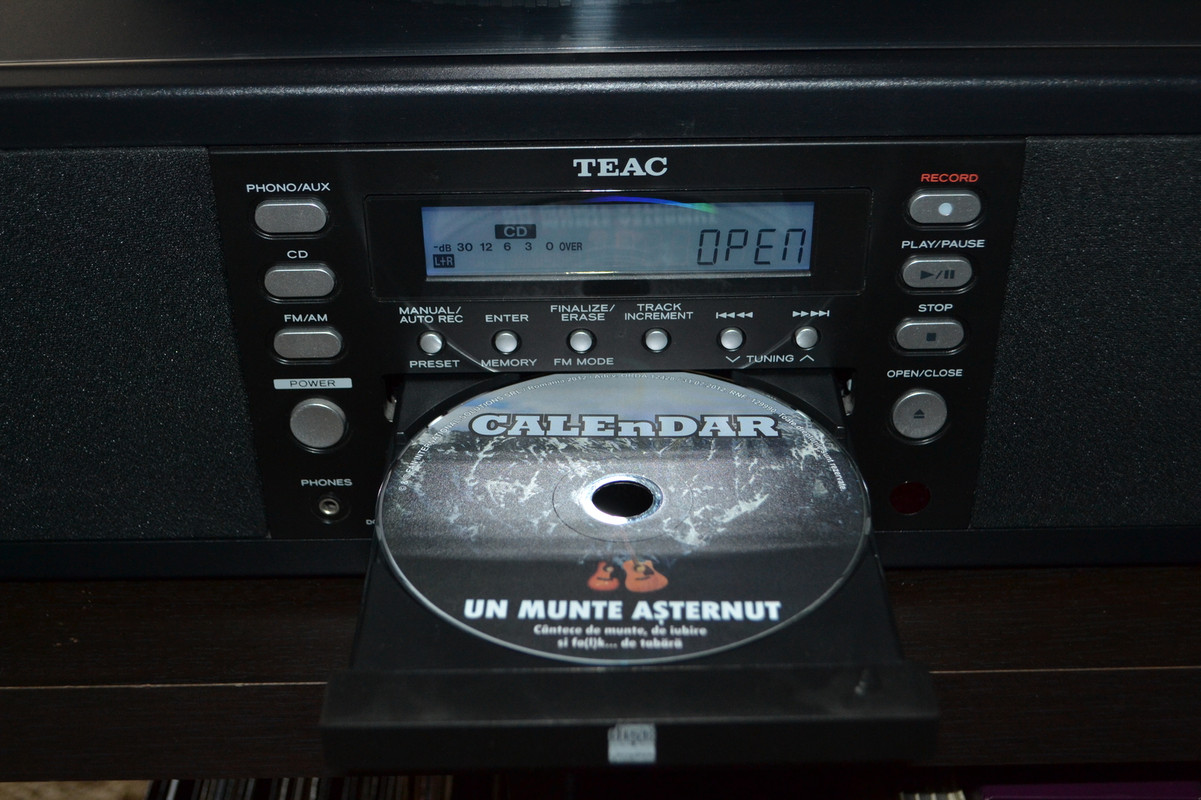 TEAC
PHONO/AUX
CD
FM/AM
POWER
PHONES
CD
-dB 30 12 6 3 0 OVER
L+R
OPEN
MANUAL/
AUTO REC
ENTER
FINALIZE/
ERASE
TRACK
INCREMENT
PRESET
MEMORY
FM MODE
TUNING
RECORD
PLAY/PAUSE
STOP
OPEN/CLOSE
CALEnDAR
UN MUNTE AȘTERNUT
Cântece de munte, de iubire
si fo(l)k... de tabără